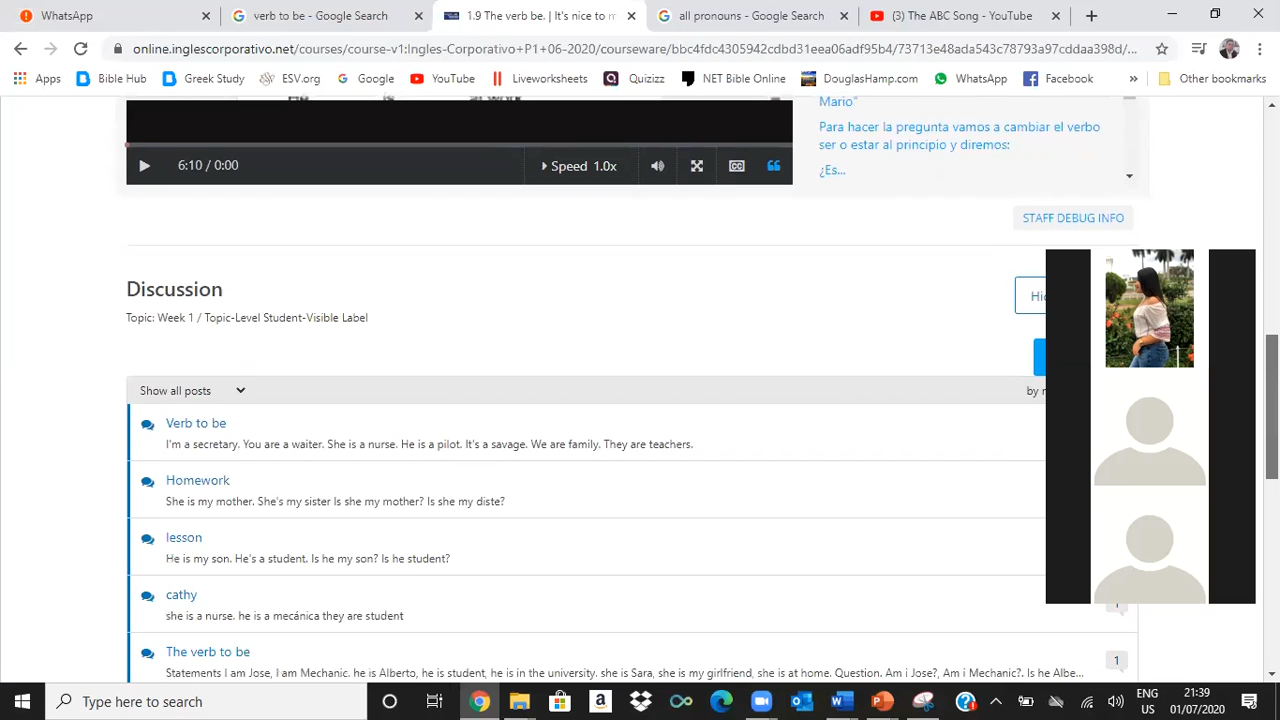 WhatsApp
verb to be - Google Search
1.9 The verb be. | It's nice to m
all pronouns - Google Search
(3) The ABC Song - YouTube
online.inglescorporativo.net/courses/course-v1:Ingles-Corporativo+P1+06-2020/courseware/bbc4fdc4305942cdbd31eea06adf95b4/73713e48ada543c78793a97cddaa398d/...
Apps
Bible Hub
Greek Study
ESV.org
Google
YouTube
Liveworksheets
Quizizz
NET Bible Online
DouglasHamp.com
WhatsApp
Facebook
»
Other bookmarks
Mario"
Para hacer la pregunta vamos a cambiar el verbo
ser o estar al principio y diremos:
¿Es...
6:10 / 0:00
Speed 1.0x
CC
STAFF DEBUG INFO
Discussion
Hi
Topic: Week 1 / Topic-Level Student-Visible Label
Show all posts
by r
Verb to be
I'm a secretary. You are a waiter. She is a nurse. He is a pilot. It's a savage. We are family. They are teachers.
Homework
She is my mother. She's my sister Is she my mother? Is she my diste?
lesson
He is my son. He's a student. Is he my son? Is he student?
cathy
she is a nurse. he is a mecánica they are student
The verb to be
1
Statements I am Jose, I am Mechanic. he is Alberto, he is student, he is in the university. she is Sara, she is my girlfriend, she is at home. Question. Am i Jose?, Am i Mechanic?. Is he Albe...
Type here to search
ENG
US
21:39
01/07/2020